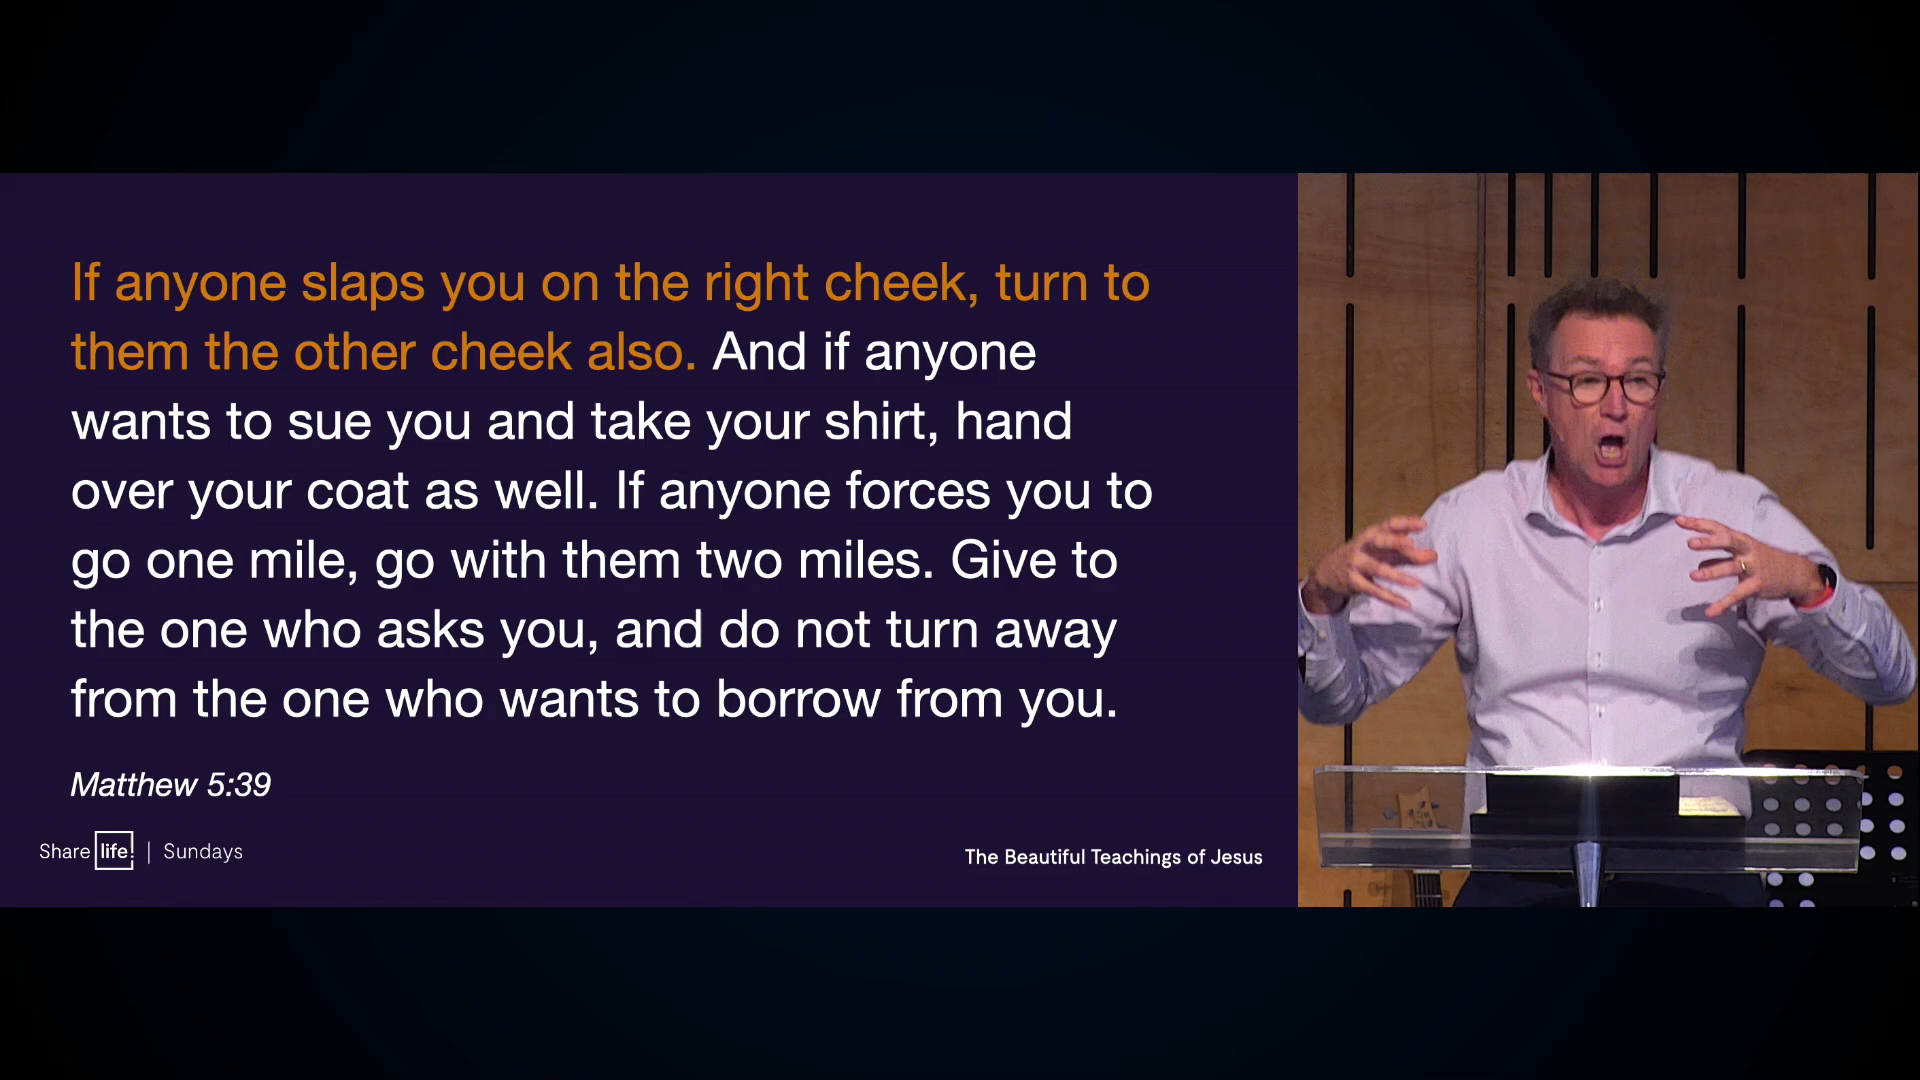 If anyone slaps you on the right cheek, turn to
them the other cheek also. And if anyone
wants to sue you and take your shirt, hand
over your coat as well. If anyone forces you to
go one mile, go with them two miles. Give to
the one who asks you, and do not turn away
from the one who wants to borrow from you.
Matthew 5:39
Share life! | Sundays
The Beautiful Teachings of Jesus